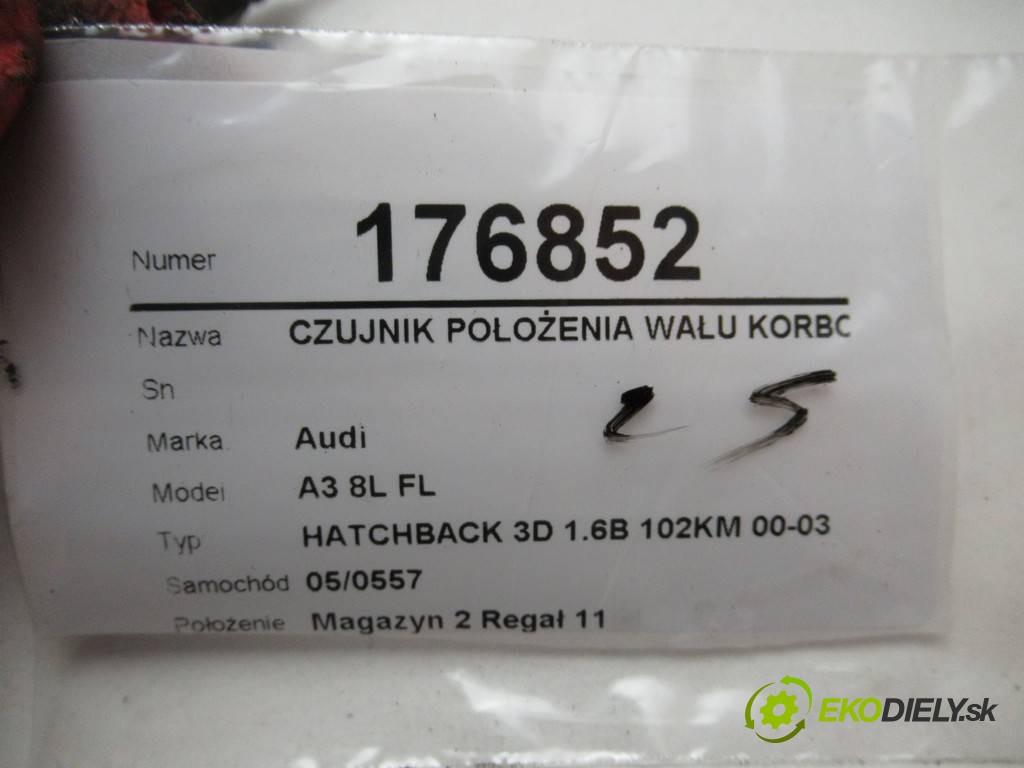 Numer 176852
Nazwa CZUJNIK POŁOŻENIA WAŁU KORBO
Sn
25
Marka Audi
Model A3 8L FL
Typ HATCHBACK 3D 1.6B 102KM 00-03
Samochód 05/0557
Położenie Magazyn 2 Regał 11
EKODIELY.sk